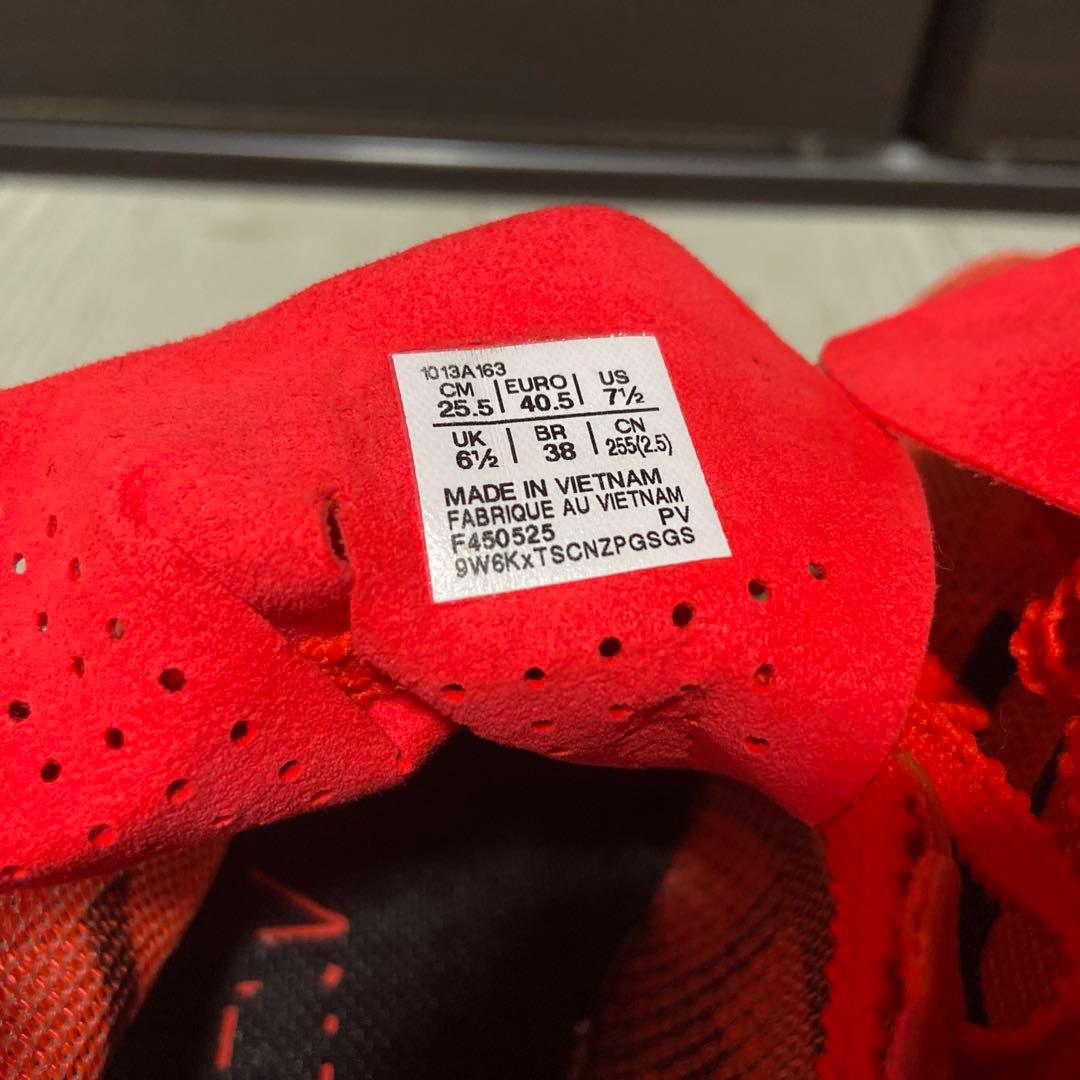 1013A163
CM | EURO | US
25.5 | 40.5 | 7½
UK | BR | CN
6½ | 38 | 255(2.5)
MADE IN VIETNAM
FABRIQUE AU VIETNAM
F450525 PV
9W6KxTSCNZPGSGS